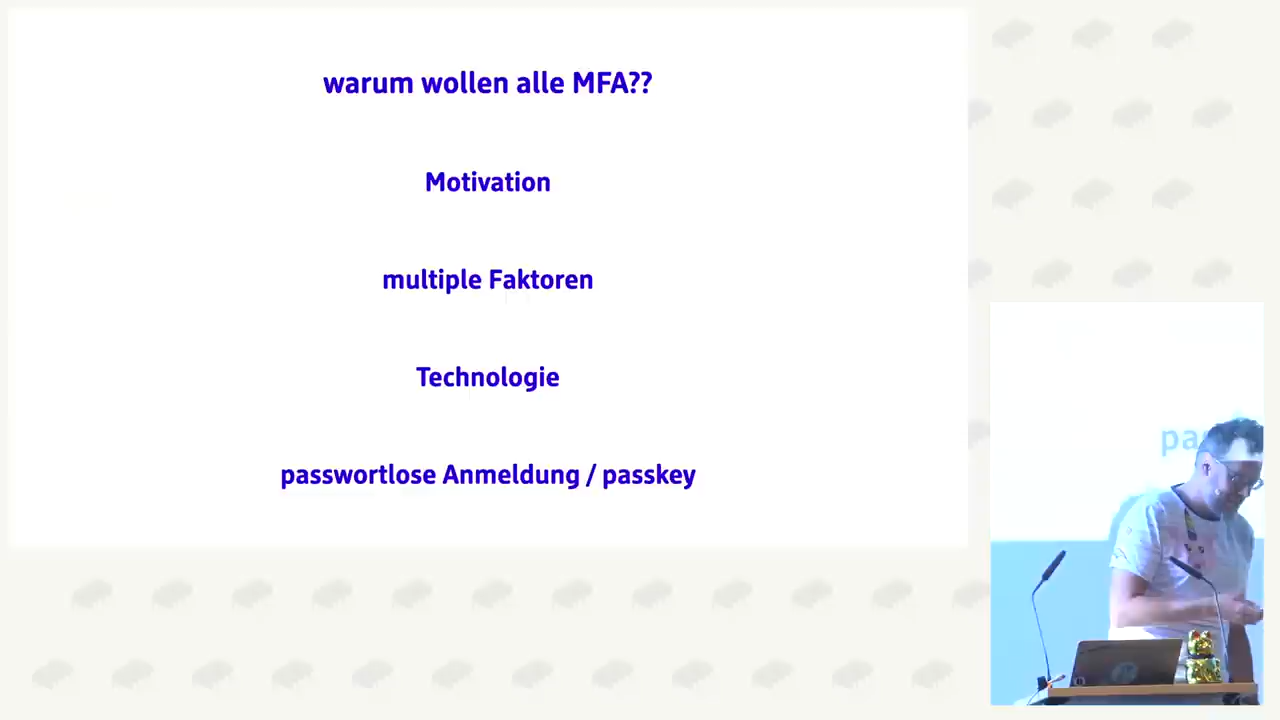 warum wollen alle MFA??
Motivation
multiple Faktoren
Technologie
passwortlose Anmeldung / passkey